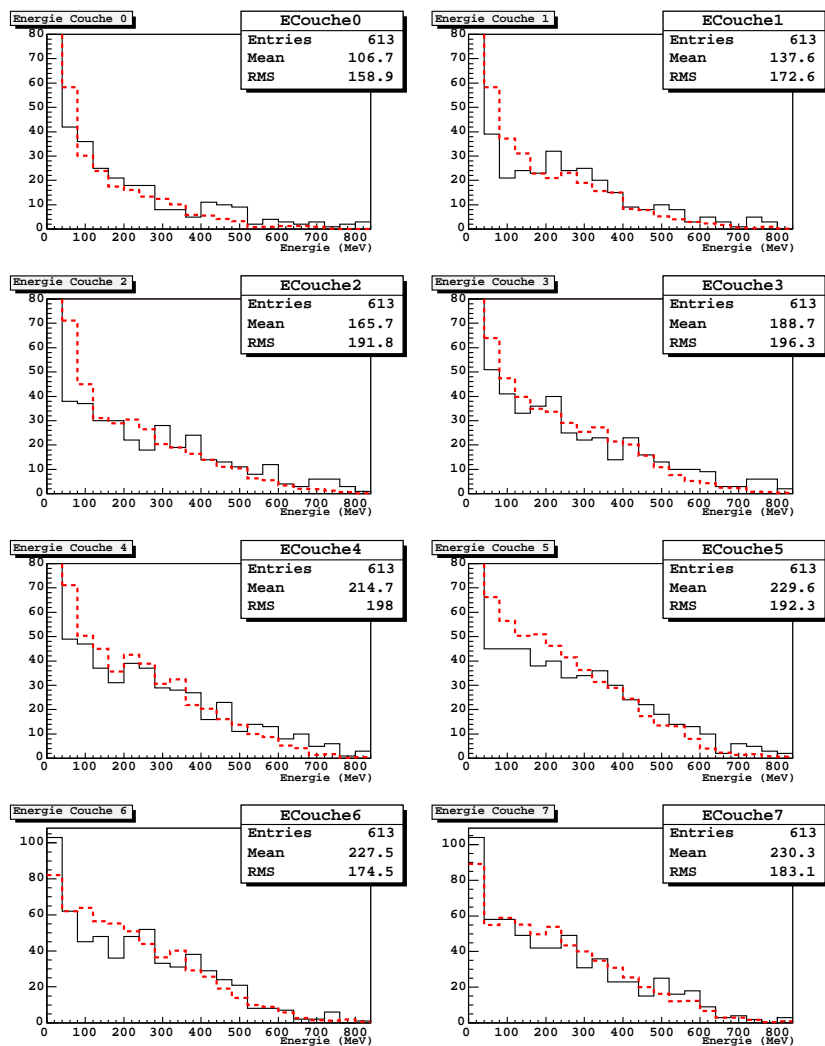 Energie Couche 0
ECouche0
Entries 613
Mean 106.7
RMS 158.9
80
70
60
50
40
30
20
10
0
100 200 300 400 500 600 700 800
Energie (MeV)
Energie Couche 1
ECouche1
Entries 613
Mean 137.6
RMS 172.6
80
70
60
50
40
30
20
10
0
100 200 300 400 500 600 700 800
Energie (MeV)
Energie Couche 2
ECouche2
Entries 613
Mean 165.7
RMS 191.8
80
70
60
50
40
30
20
10
0
100 200 300 400 500 600 700 800
Energie (MeV)
Energie Couche 3
ECouche3
Entries 613
Mean 188.7
RMS 196.3
80
70
60
50
40
30
20
10
0
100 200 300 400 500 600 700 800
Energie (MeV)
Energie Couche 4
ECouche4
Entries 613
Mean 214.7
RMS 198
80
70
60
50
40
30
20
10
0
100 200 300 400 500 600 700 800
Energie (MeV)
Energie Couche 5
ECouche5
Entries 613
Mean 229.6
RMS 192.3
80
70
60
50
40
30
20
10
0
100 200 300 400 500 600 700 800
Energie (MeV)
Energie Couche 6
ECouche6
Entries 613
Mean 227.5
RMS 174.5
100
80
60
40
20
0
100 200 300 400 500 600 700 800
Energie (MeV)
Energie Couche 7
ECouche7
Entries 613
Mean 230.3
RMS 183.1
100
80
60
40
20
0
100 200 300 400 500 600 700 800
Energie (MeV)